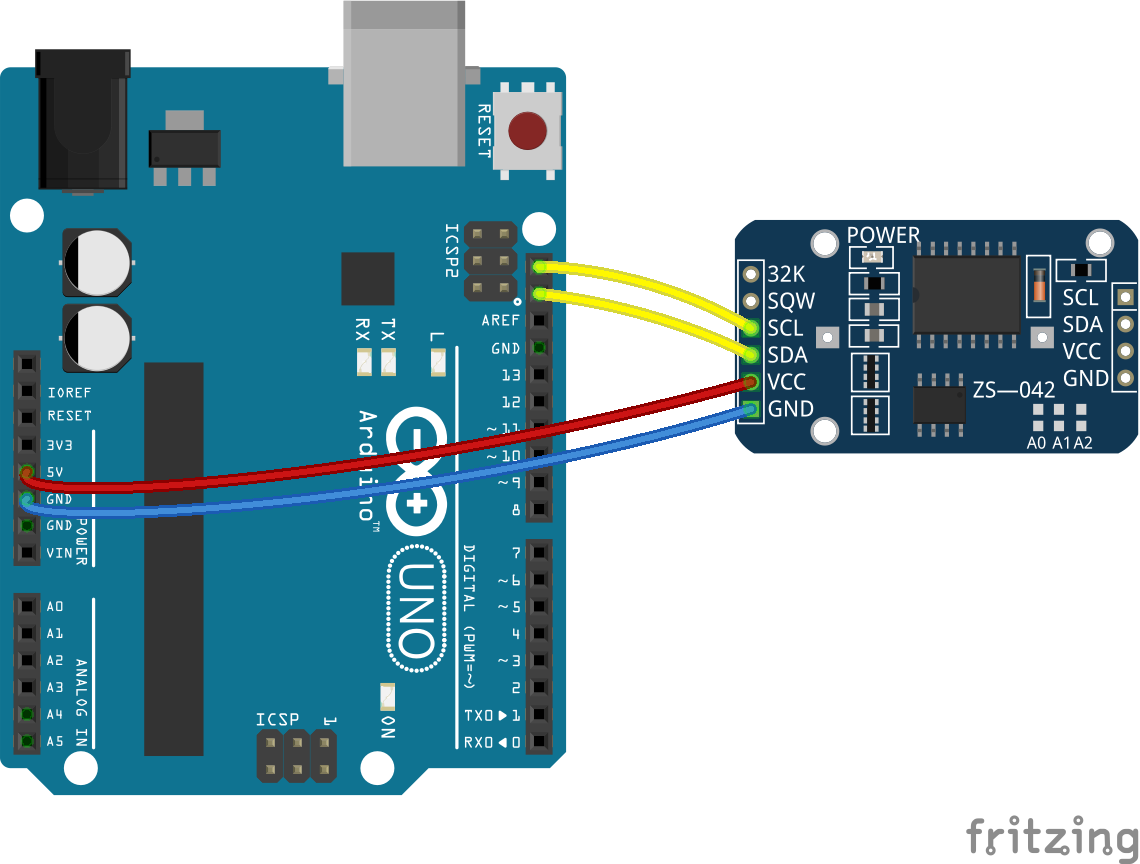 RESET
ICSP2
AREF
GND
13
12
~11
~10
~9
8
7
~6
~5
4
~3
2
TX0▶1
RX0◀0
RX
TX
L
IOREF
RESET
3V3
5V
GND
GND
VIN
POWER
A0
A1
A2
A3
A4
A5
ANALOG IN
Arduino™
UNO
DIGITAL (PWM=~)
ICSP
1
ON
POWER
32K
SQW
SCL
SDA
VCC
GND
SCL
SDA
VCC
GND
ZS—042
A0 A1 A2
fritzing